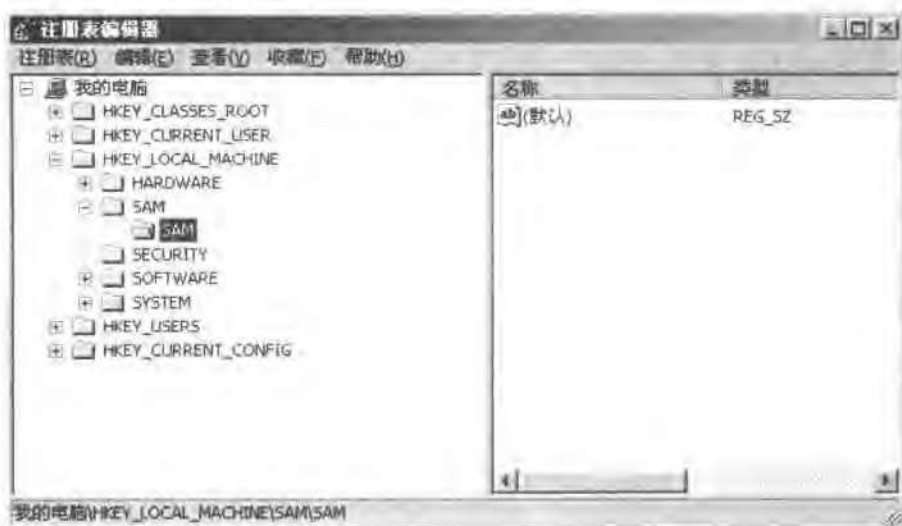 注册表编辑器
注册表(R) 编辑(E) 查看(V) 收藏(F) 帮助(H)
我的电脑
HKEY_CLASSES_ROOT
HKEY_CURRENT_USER
HKEY_LOCAL_MACHINE
HARDWARE
SAM
SAM
SECURITY
SOFTWARE
SYSTEM
HKEY_USERS
HKEY_CURRENT_CONFIG
名称 类型
ab (默认) REG_SZ
我的电脑\HKEY_LOCAL_MACHINE\SAM\SAM